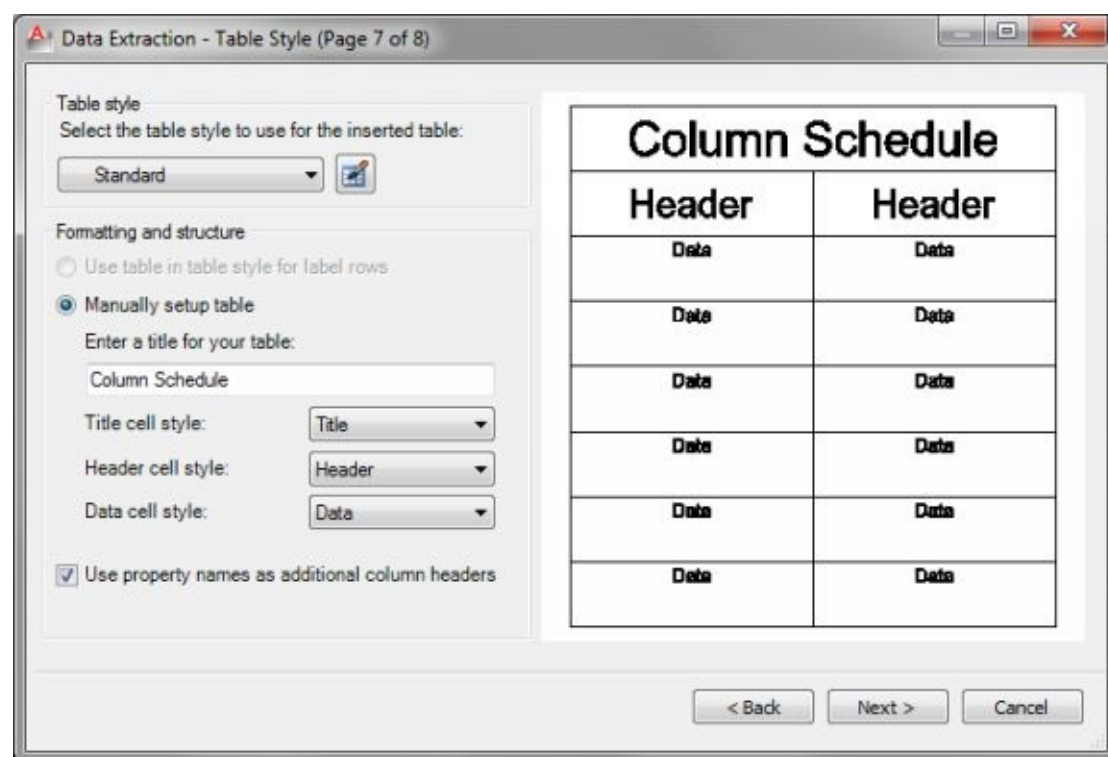 Data Extraction - Table Style (Page 7 of 8)
Table style
Select the table style to use for the inserted table:
Standard
Formatting and structure
Use table in table style for label rows
Manually setup table
Enter a title for your table:
Column Schedule
Title cell style: Title
Header cell style: Header
Data cell style: Data
Use property names as additional column headers
Column Schedule
Header Header
Data Data
Data Data
Data Data
Data Data
Data Data
Data Data
< Back Next > Cancel